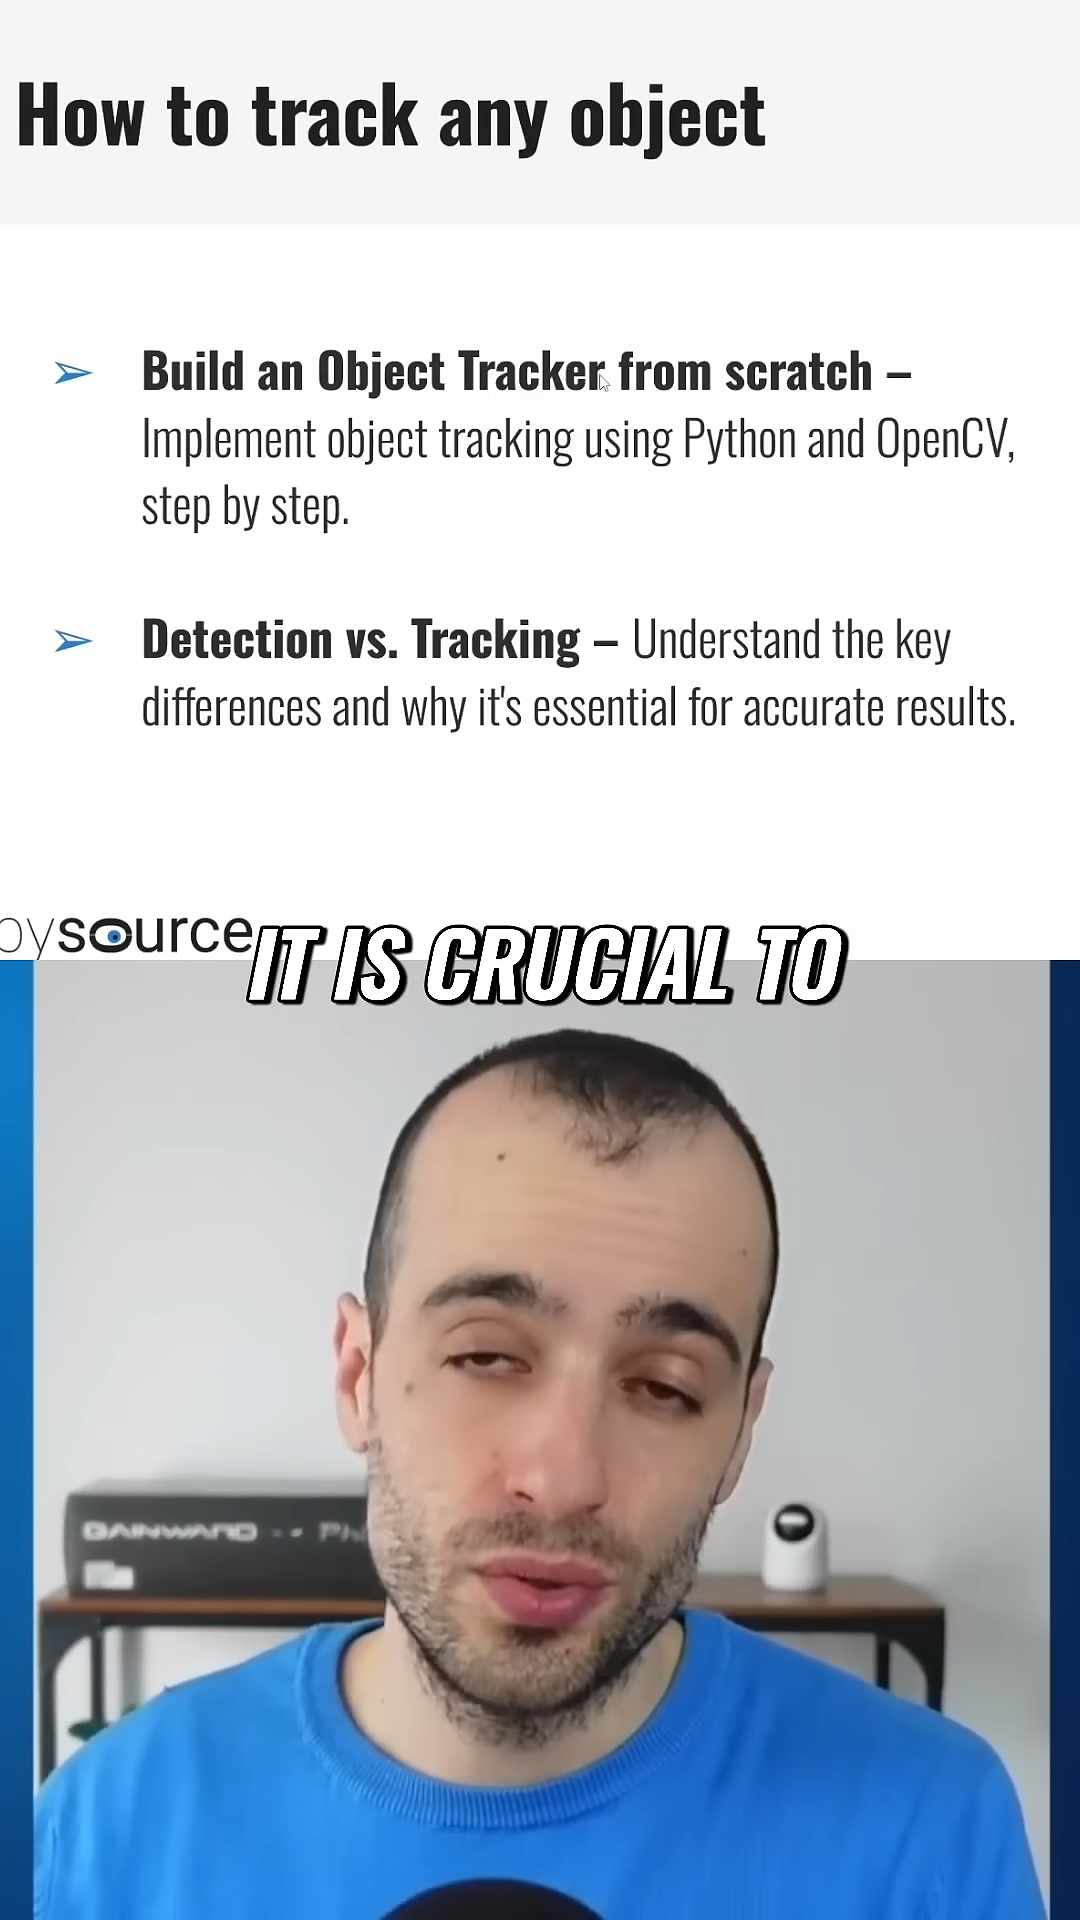 How to track any object
➢ Build an Object Tracker from scratch –
Implement object tracking using Python and OpenCV,
step by step.
➢ Detection vs. Tracking – Understand the key
differences and why it's essential for accurate results.
pysource
IT IS CRUCIAL TO
GAINWARD